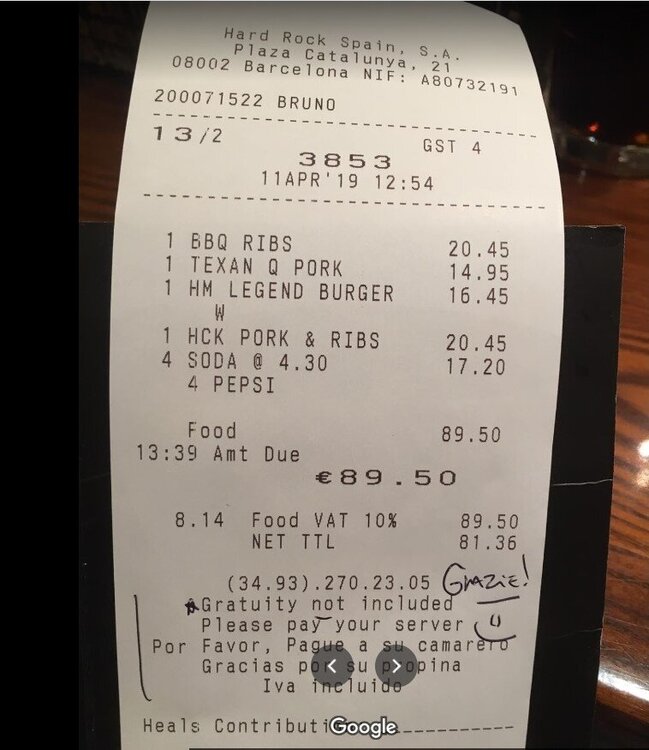 Hard Rock Spain, S.A.
Plaza Catalunya, 21
08002 Barcelona NIF: A80732191
200071522 BRUNO
13/2 GST 4
3853
11APR'19 12:54
1 BBQ RIBS 20.45
1 TEXAN Q PORK 14.95
1 HM LEGEND BURGER 16.45
W
1 HCK PORK & RIBS 20.45
4 SODA @ 4.30 17.20
4 PEPSI
Food 89.50
13:39 Amt Due
€89.50
8.14 Food VAT 10% 89.50
NET TTL 81.36
(34.93).270.23.05 GRAZIE!
*Gratuity not included
Please pay your server
Por Favor, Pague a su camarero
Gracias por su propina
Iva incluido
Heals Google